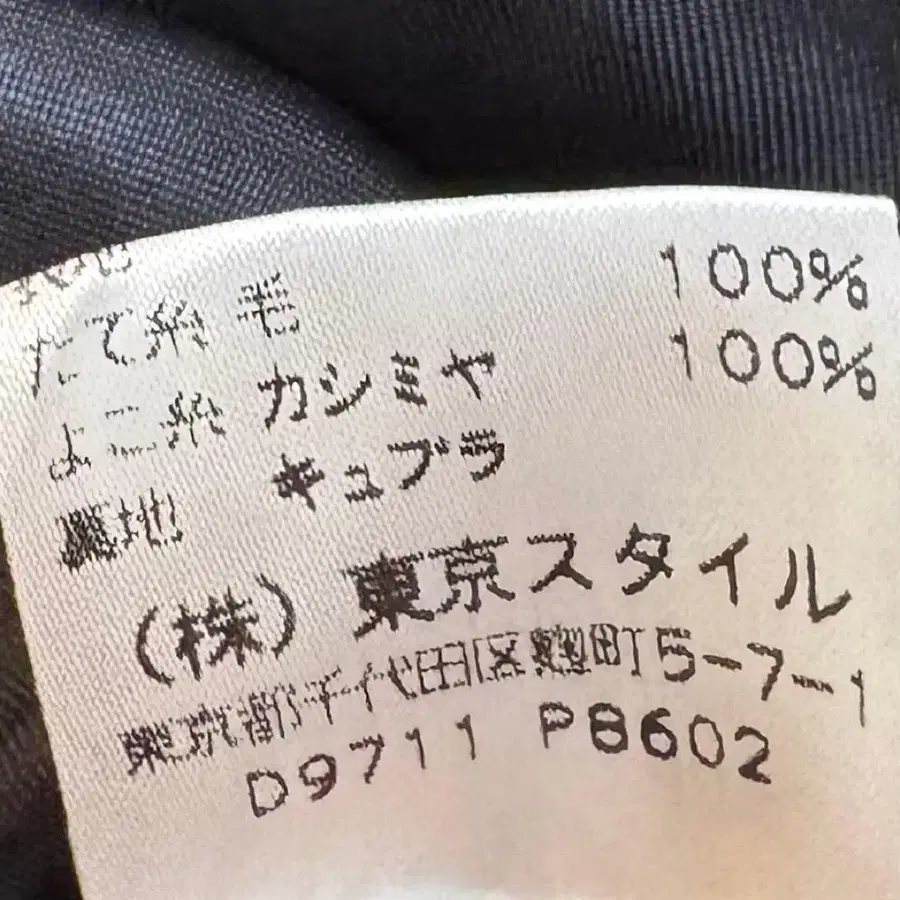 たて糸 毛 100%
よこ糸 カシミヤ 100%
裏地 キュプラ
(株) 東京スタイル
東京都千代田区麹町5-7-1
D9711 P8602